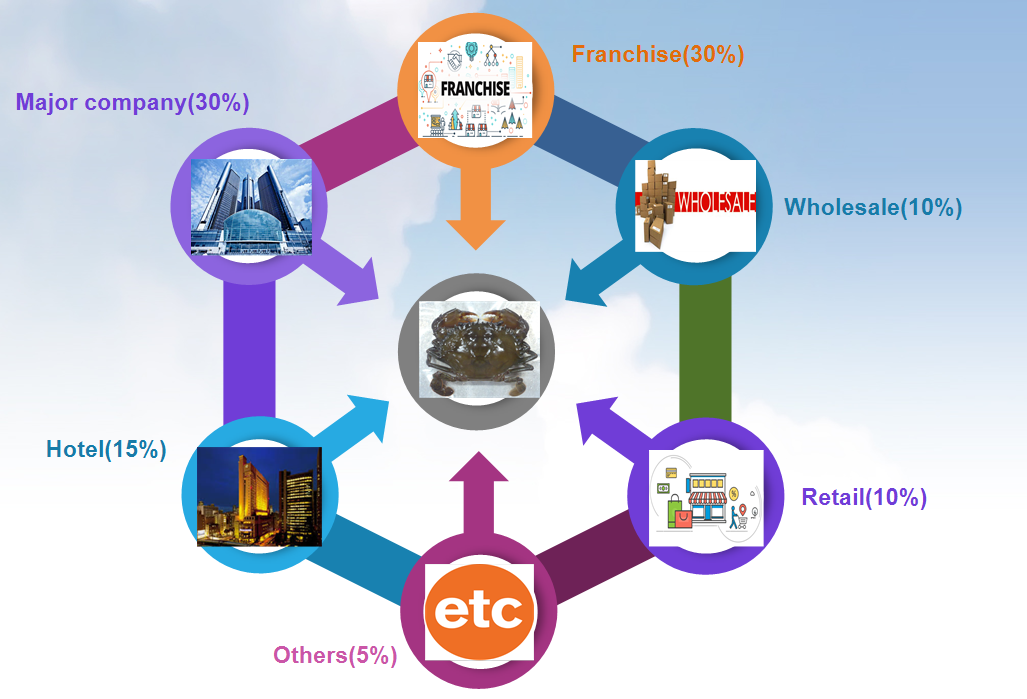 Franchise(30%)
FRANCHISE
Major company(30%)
WHOLESALE
Wholesale(10%)
Hotel(15%)
Retail(10%)
etc
Others(5%)